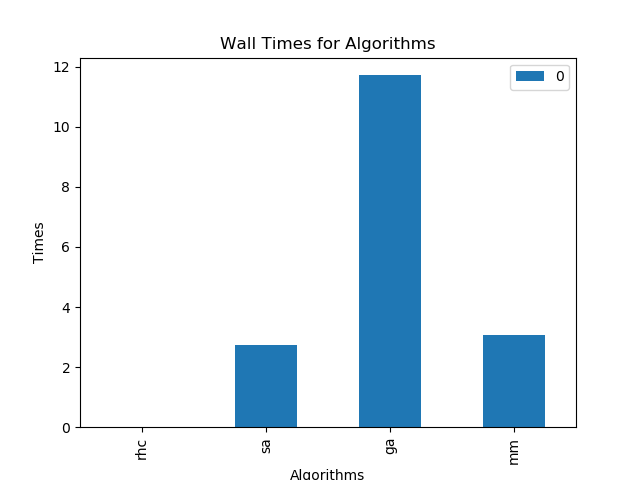 Wall Times for Algorithms
0
12
10
8
6
4
2
0
Times
rhc
sa
ga
mm
Algorithms